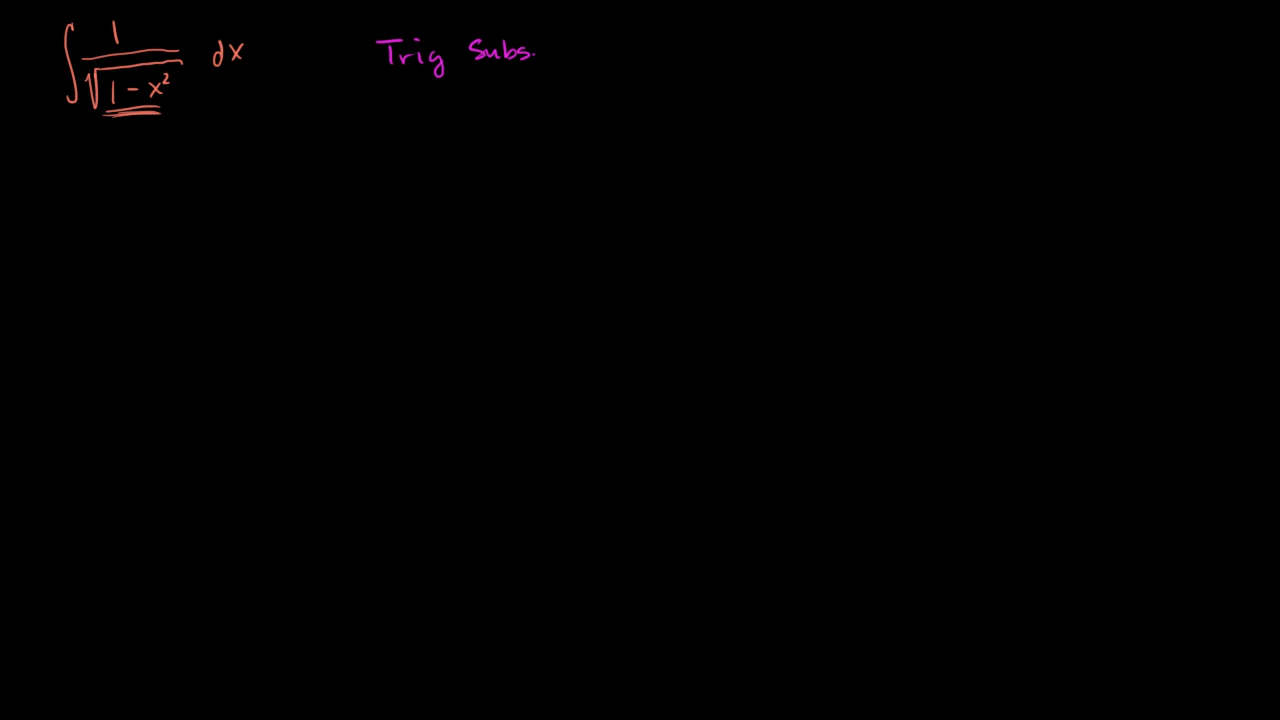 ∫ 1/√(1 - x²) dx
Trig Subs.